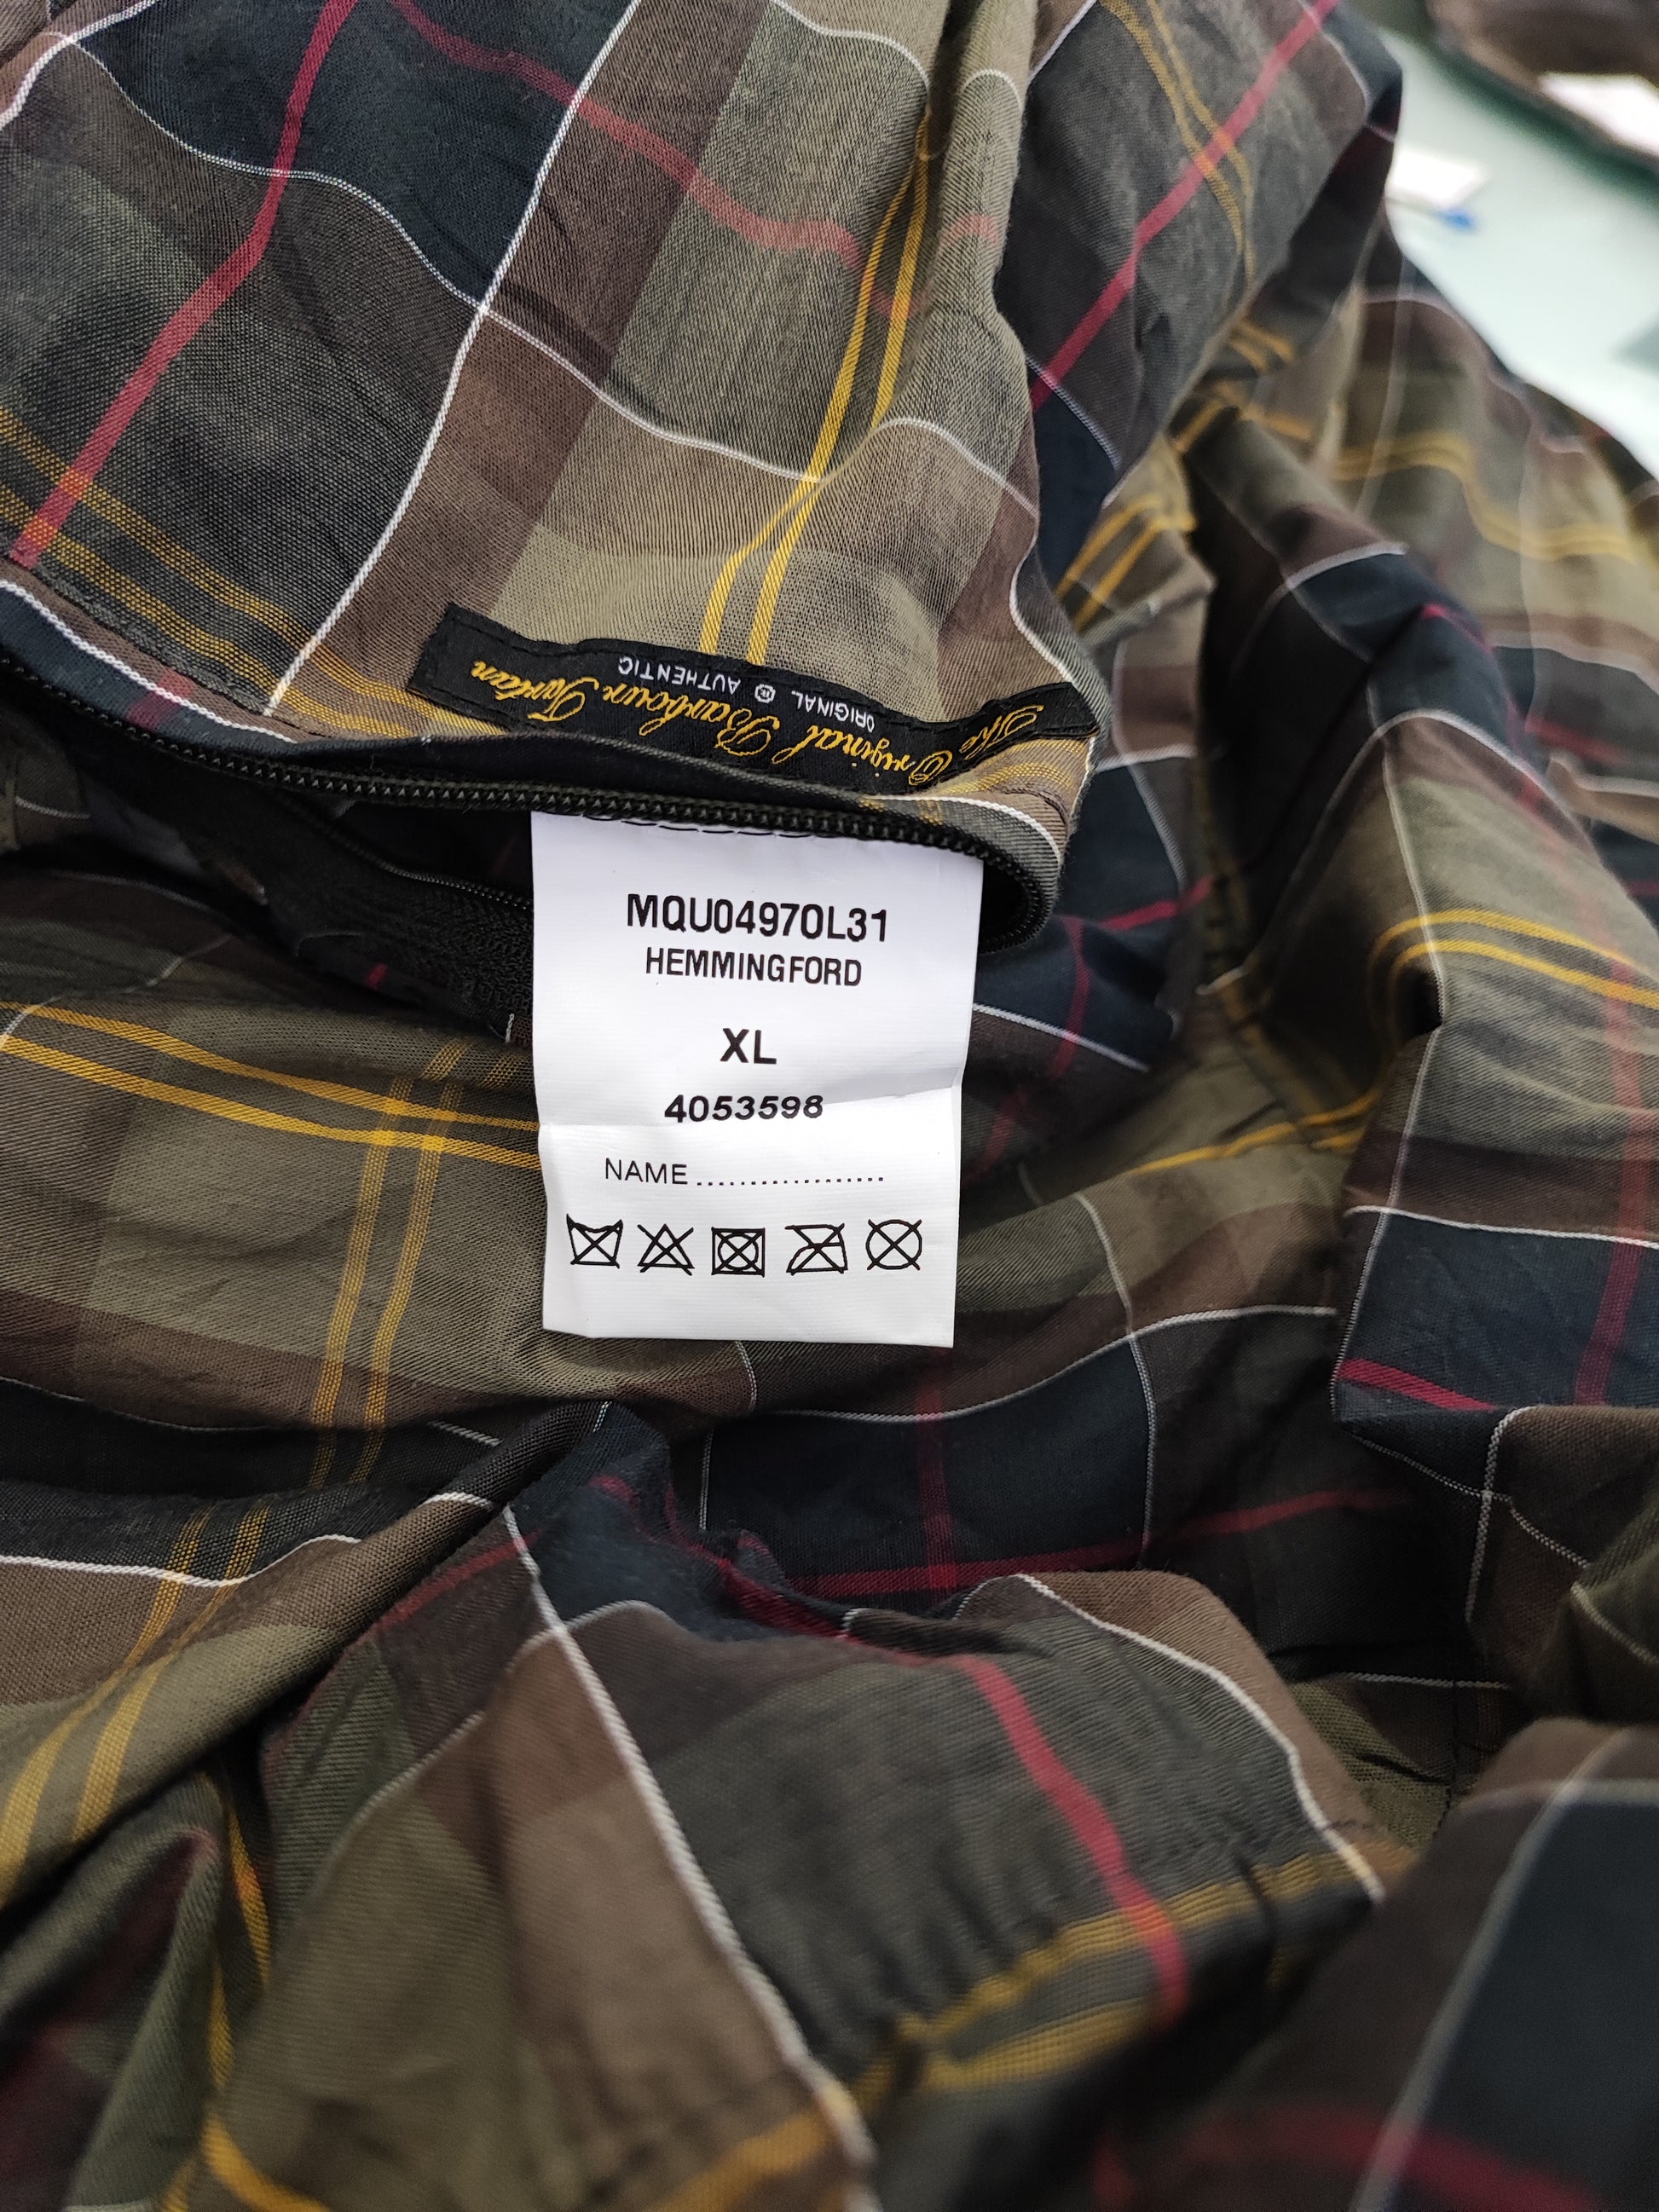 The Original Barbour Tartan
ORIGINAL ® AUTHENTIC
MQU0497OL31
HEMMINGFORD
XL
4053598
NAME...................